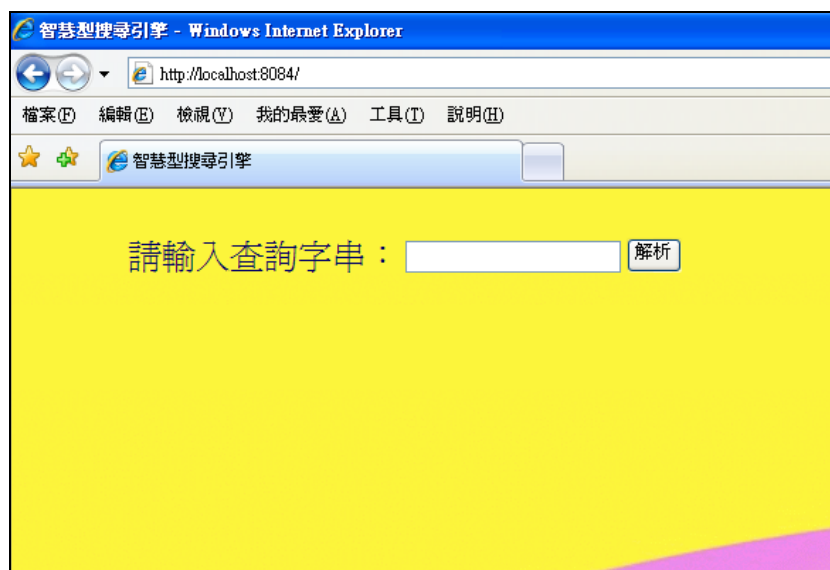 智慧型搜尋引擎 - Windows Internet Explorer
http://localhost:8084/
檔案(F) 編輯(E) 檢視(V) 我的最愛(A) 工具(T) 說明(H)
智慧型搜尋引擎
請輸入查詢字串： 解析